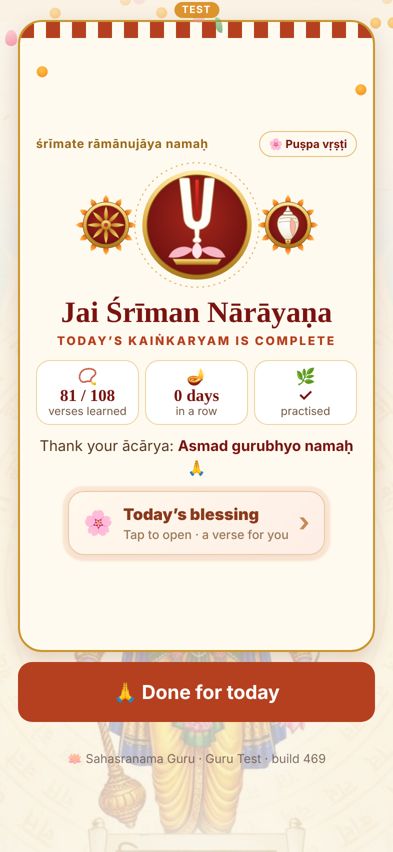 TEST
śrīmate rāmānujāya namaḥ
🌸 Puṣpa vṛṣṭi
Jai Śrīman Nārāyaṇa
TODAY’S KAIṄKARYAM IS COMPLETE
📿
81 / 108
verses learned
🪔
0 days
in a row
🌿
✓
practised
Thank your ācārya: Asmad gurubhyo namaḥ
🙏
🌸 Today’s blessing ›
Tap to open · a verse for you
🙏 Done for today
🪷 Sahasranama Guru · Guru Test · build 469